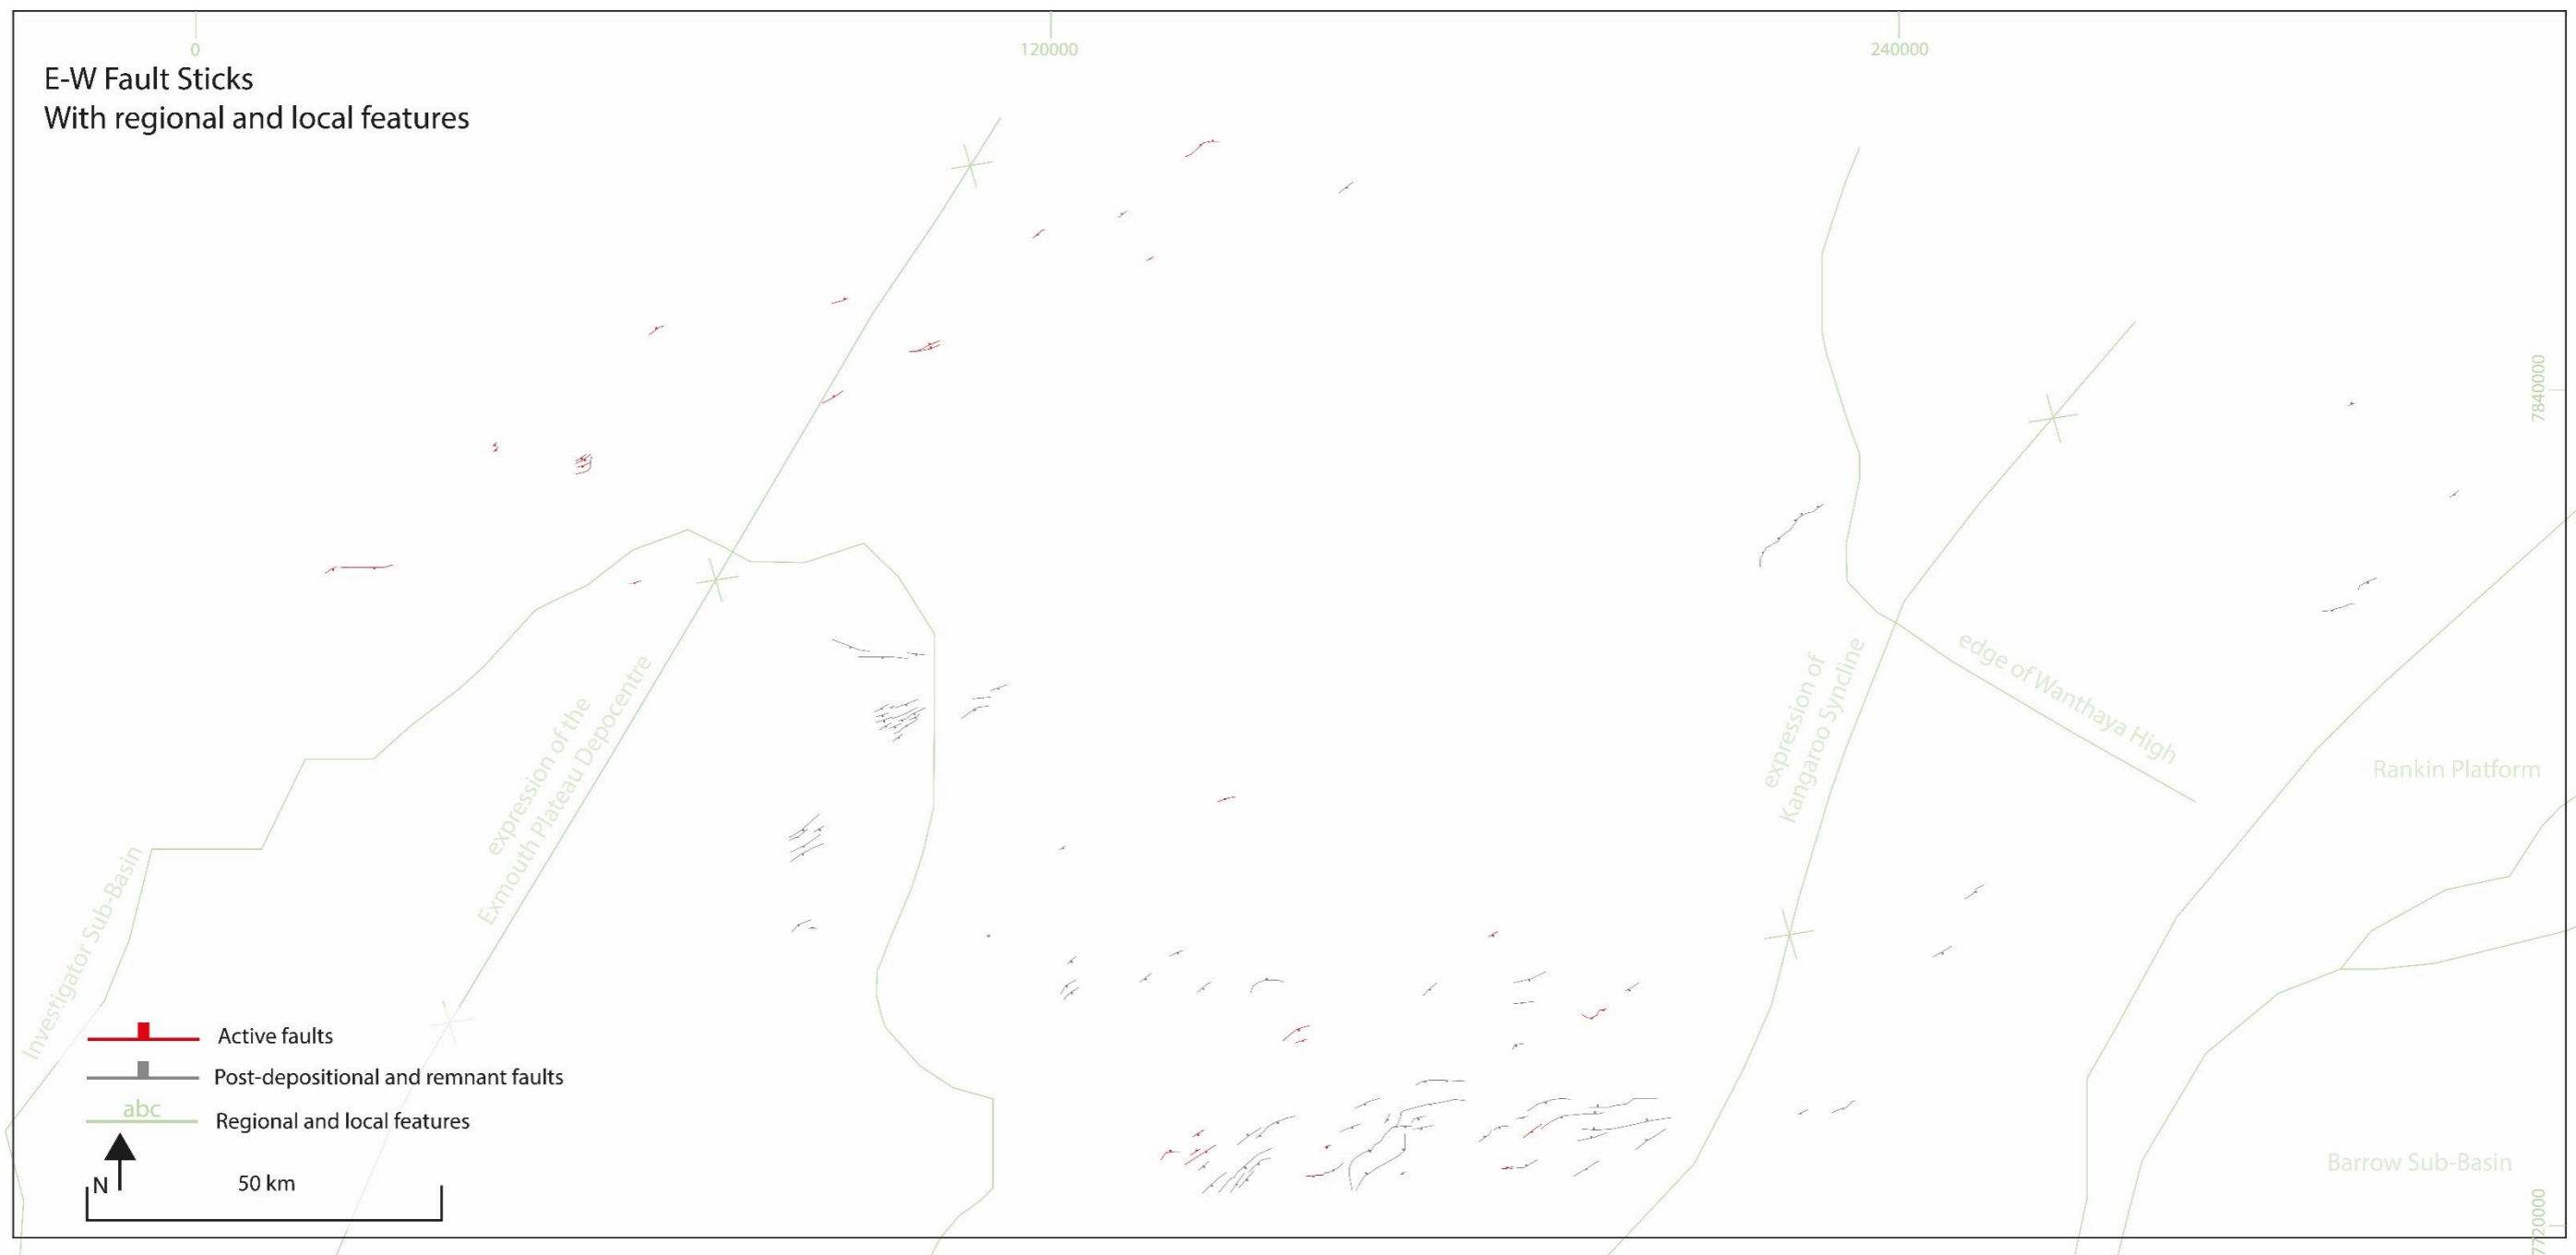 0
120000
240000
E-W Fault Sticks
With regional and local features
7840000
expression of the
Exmouth Plateau Depocentre
expression of
Kangaroo Syncline
edge of Wanthaya High
Rankin Platform
Investigator Sub-Basin
Active faults
Post-depositional and remnant faults
abc
Regional and local features
N
50 km
Barrow Sub-Basin
7720000